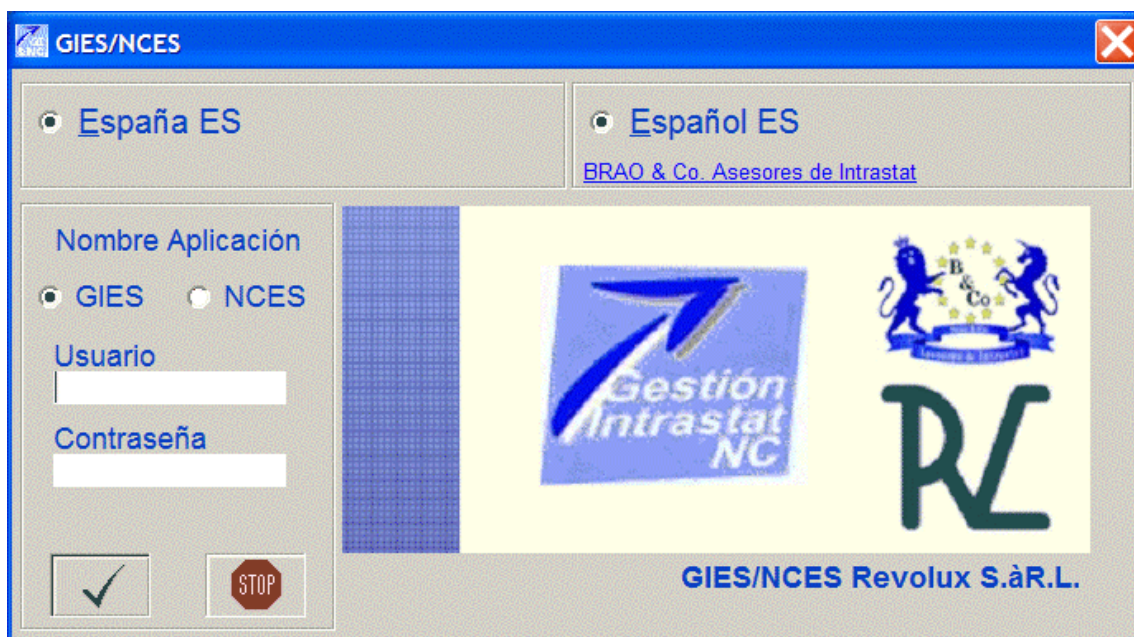 GIES/NCES
España ES
Español ES
BRAO & Co. Asesores de Intrastat
Nombre Aplicación
GIES NCES
Usuario
Contraseña
STOP
Gestión
Intrastat
NC
B
&
Co
RVL
GIES/NCES Revolux S.àR.L.